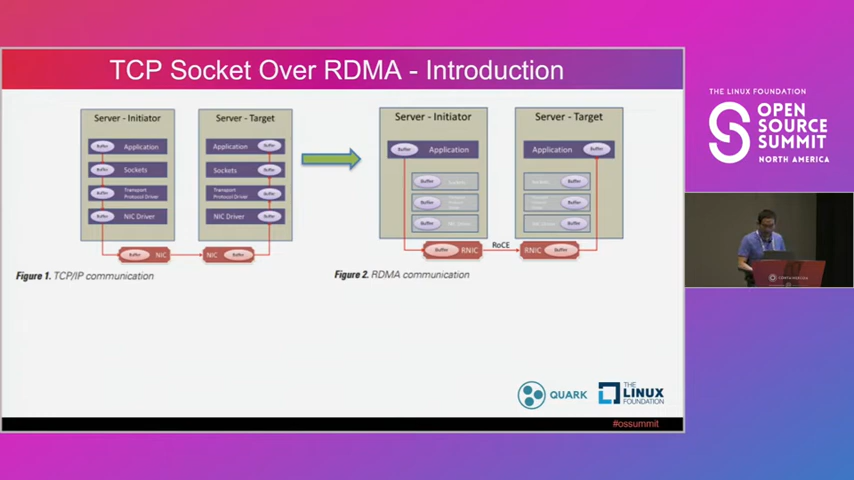 TCP Socket Over RDMA - Introduction
Server - Initiator
Buffer Application
Buffer Sockets
Buffer Transport Protocol Driver
Buffer NIC Driver
Buffer NIC
Server - Target
Application Buffer
Sockets Buffer
Transport Protocol Driver Buffer
NIC Driver Buffer
NIC Buffer
Figure 1. TCP/IP communication
Server - Initiator
Buffer Application
Buffer
Buffer
Buffer
Buffer RNIC
RoCE
Server - Target
Application Buffer
Buffer
Buffer
Buffer
RNIC Buffer
Figure 2. RDMA communication
QUARK
THE LINUX FOUNDATION
#ossummit
THE LINUX FOUNDATION
OPEN
SOURCE
SUMMIT
NORTH AMERICA